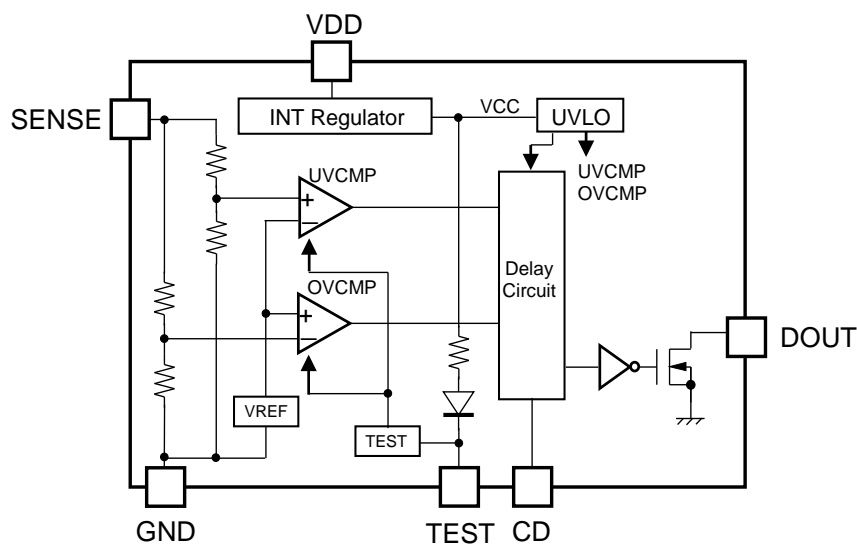 VDD
SENSE
INT Regulator
VCC
UVLO
UVCMP
OVCMP
UVCMP
+
−
Delay
Circuit
OVCMP
+
−
DOUT
VREF
TEST
GND
TEST
CD